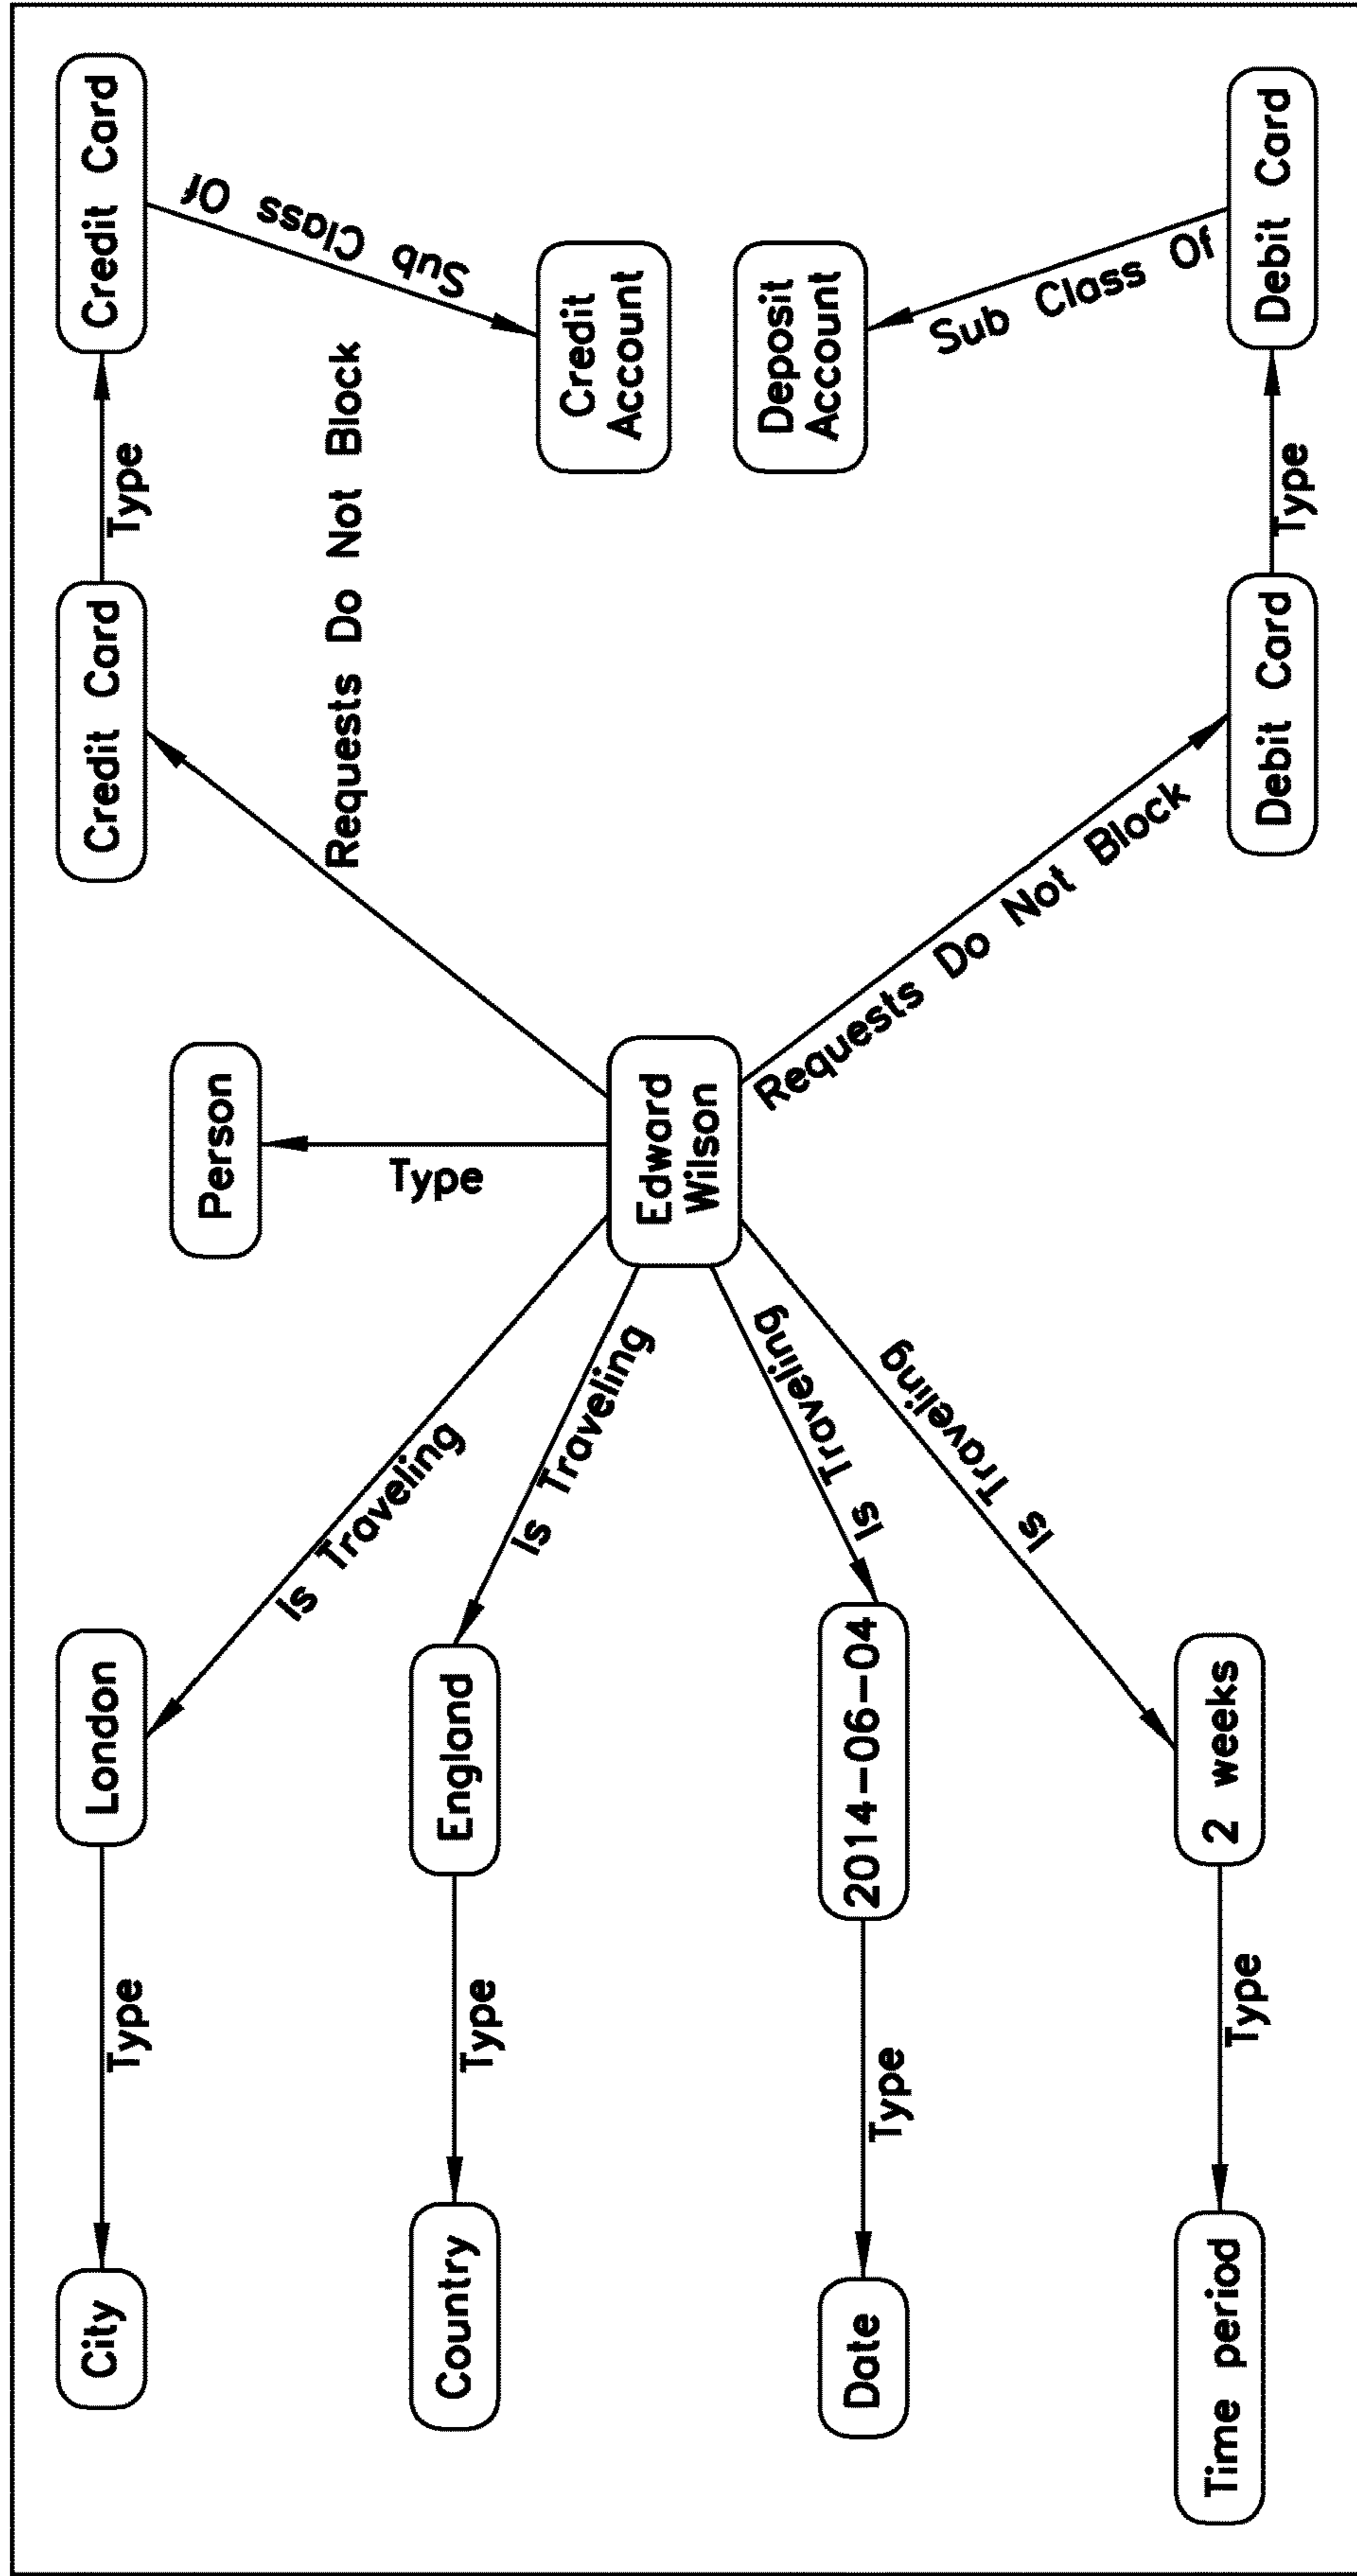 City
Type
London
Is Traveling
Person
Type
Credit Card
Type
Credit Card
Sub Class Of
Requests Do Not Block
Country
Type
England
Is Traveling
Edward
Wilson
Credit
Account
Deposit
Account
Date
Type
2014-06-04
Is Traveling
Requests Do Not Block
Sub Class Of
Time period
Type
2 weeks
Is Traveling
Debit Card
Type
Debit Card